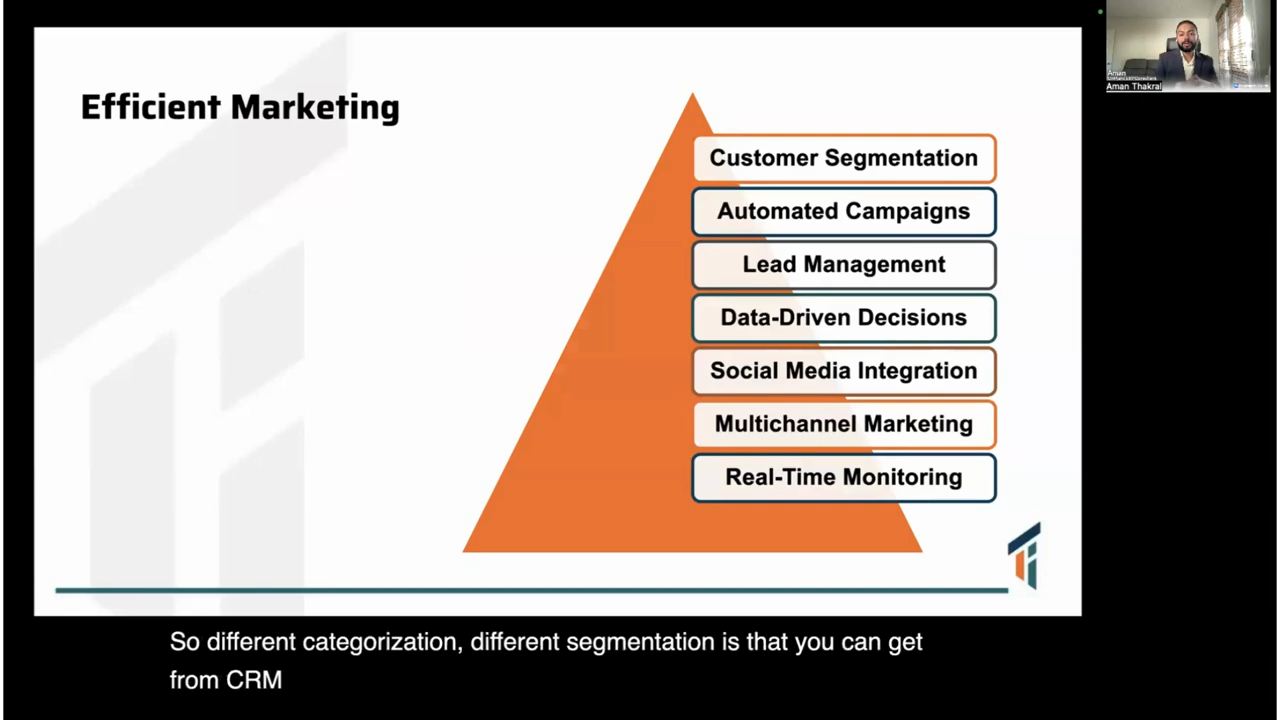 Efficient Marketing
Customer Segmentation
Automated Campaigns
Lead Management
Data-Driven Decisions
Social Media Integration
Multichannel Marketing
Real-Time Monitoring
Aman
Aman Thakral
So different categorization, different segmentation is that you can get
from CRM